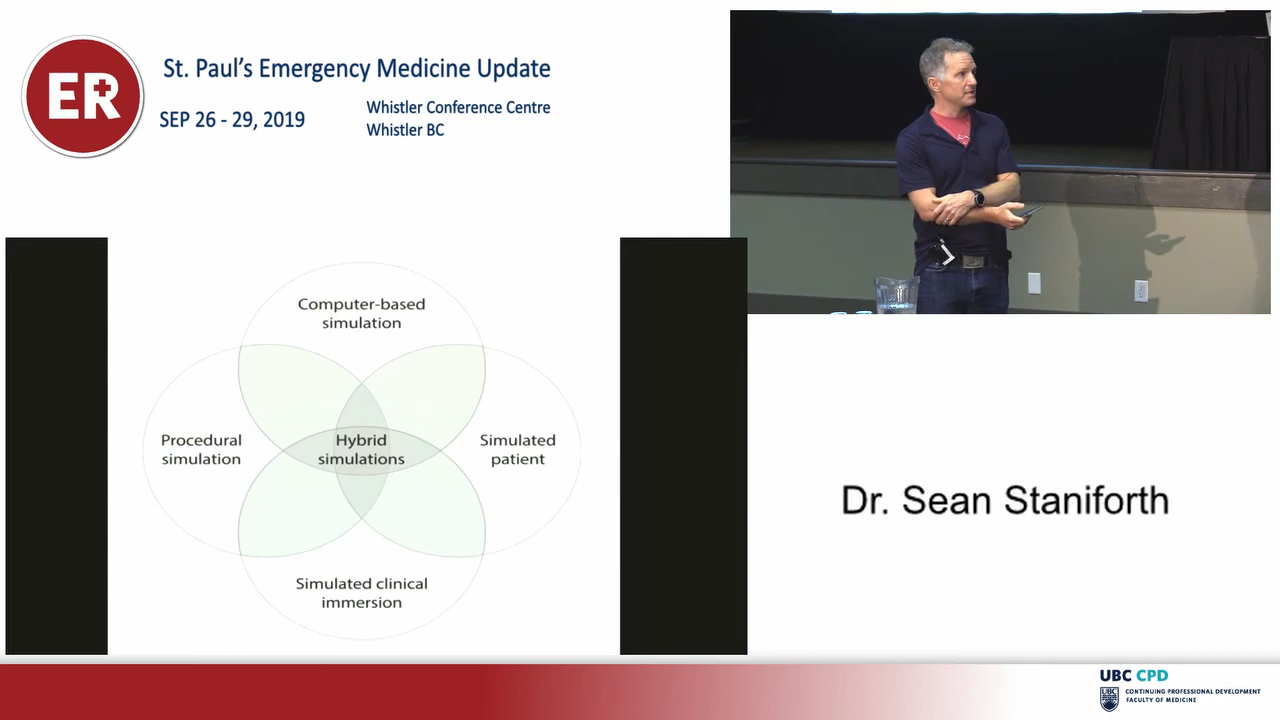 ER
St. Paul's Emergency Medicine Update
SEP 26 - 29, 2019
Whistler Conference Centre
Whistler BC
Computer-based
simulation
Procedural
simulation
Hybrid
simulations
Simulated
patient
Simulated clinical
immersion
Dr. Sean Staniforth
UBC CPD
UBC
CONTINUING PROFESSIONAL DEVELOPMENT
FACULTY OF MEDICINE